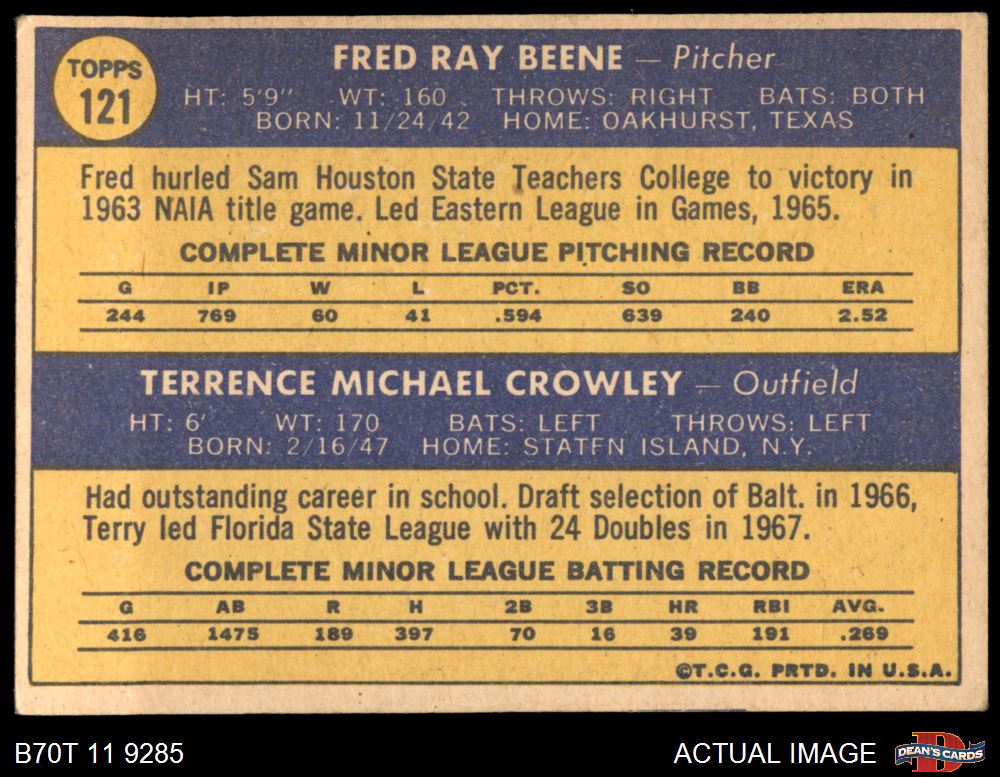 TOPPS
121
FRED RAY BEENE — Pitcher
HT: 5'9" WT: 160 THROWS: RIGHT BATS: BOTH
BORN: 11/24/42 HOME: OAKHURST, TEXAS
Fred hurled Sam Houston State Teachers College to victory in
1963 NAIA title game. Led Eastern League in Games, 1965.
COMPLETE MINOR LEAGUE PITCHING RECORD
G IP W L PCT. SO BB ERA
244 769 60 41 .594 639 240 2.52
TERRENCE MICHAEL CROWLEY — Outfield
HT: 6' WT: 170 BATS: LEFT THROWS: LEFT
BORN: 2/16/47 HOME: STATEN ISLAND, N.Y.
Had outstanding career in school. Draft selection of Balt. in 1966,
Terry led Florida State League with 24 Doubles in 1967.
COMPLETE MINOR LEAGUE BATTING RECORD
G AB R H 2B 3B HR RBI AVG.
416 1475 189 397 70 16 39 191 .269
©T.C.G. PRTD. IN U.S.A.
B70T 11 9285
ACTUAL IMAGE
DEAN'S CARDS